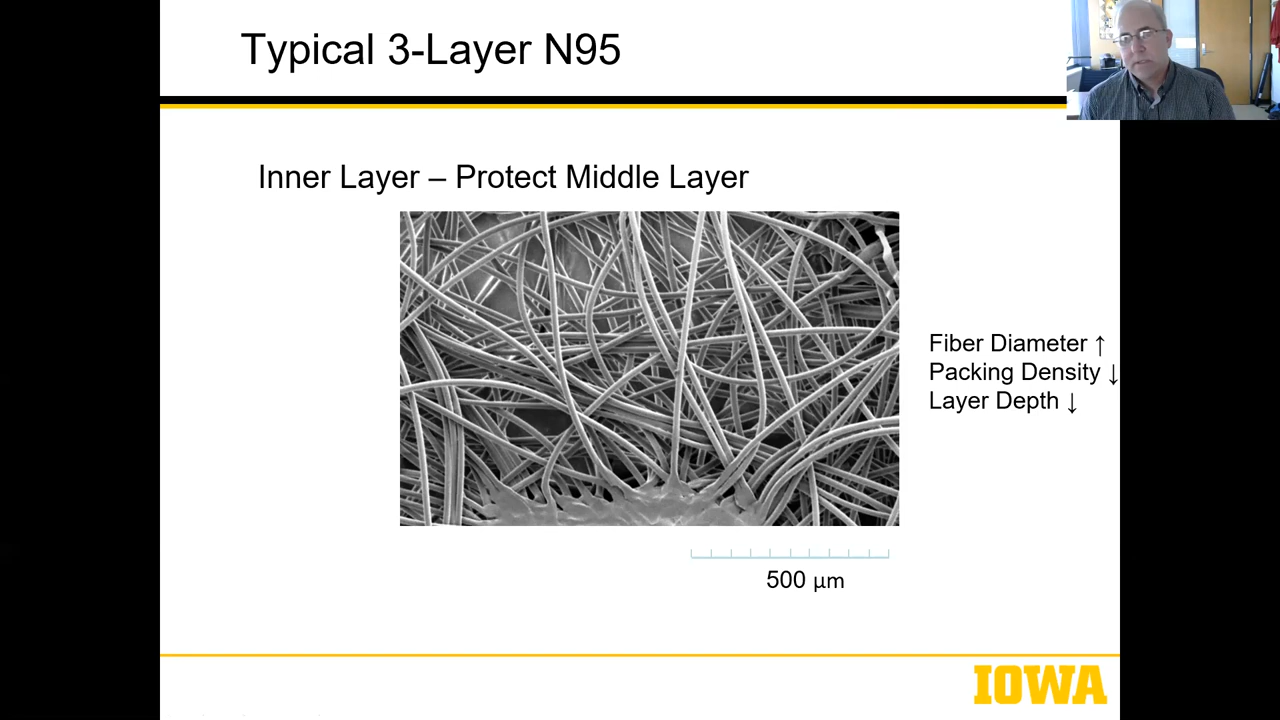 Typical 3-Layer N95
Inner Layer – Protect Middle Layer
Fiber Diameter ↑
Packing Density ↓
Layer Depth ↓
500 µm
IOWA